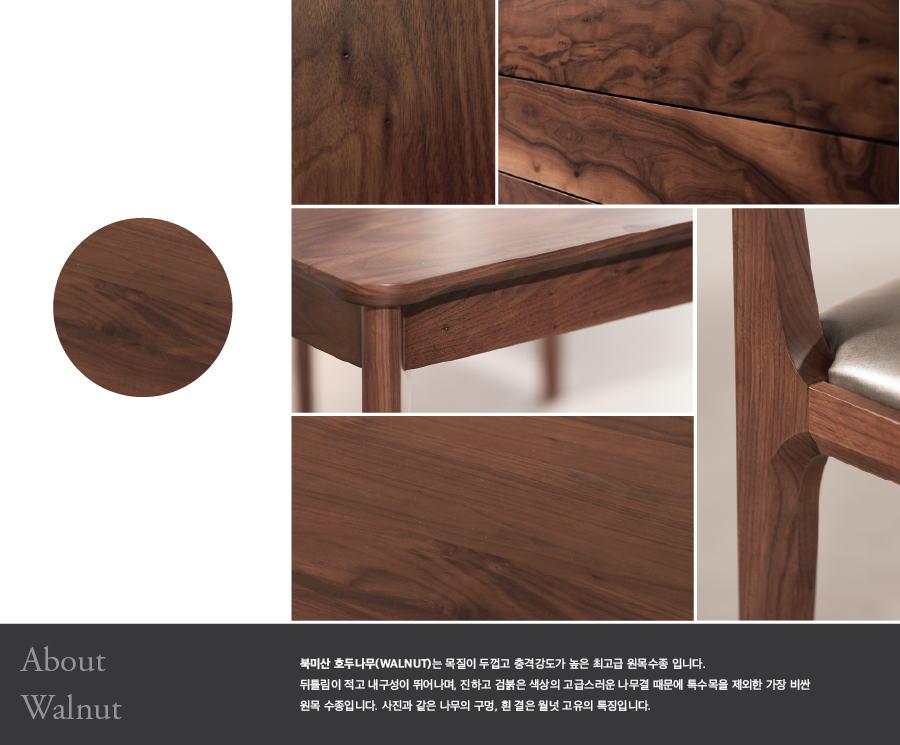 About
Walnut
북미산 호두나무(WALNUT)는 목질이 두껍고 충격강도가 높은 최고급 원목수종 입니다.
뒤틀림이 적고 내구성이 뛰어나며, 진하고 검붉은 색상의 고급스러운 나무결 때문에 특수목을 제외한 가장 비싼
원목 수종입니다. 사진과 같은 나무의 구멍, 흰 결은 월넛 고유의 특징입니다.